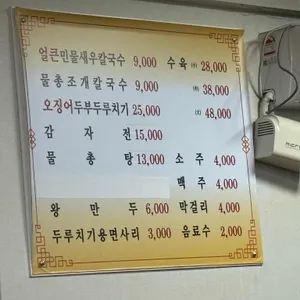 얼큰민물새우칼국수 9,000 수육 ㉥ 28,000
물총조개칼국수 9,000 38,000
오징어두부두루치기 25,000 48,000
감자전 15,000
물총탕 13,000 소주 4,000
맥주 4,000
왕만두 6,000 막걸리 4,000
두루치기용면사리 3,000 음료수 2,000